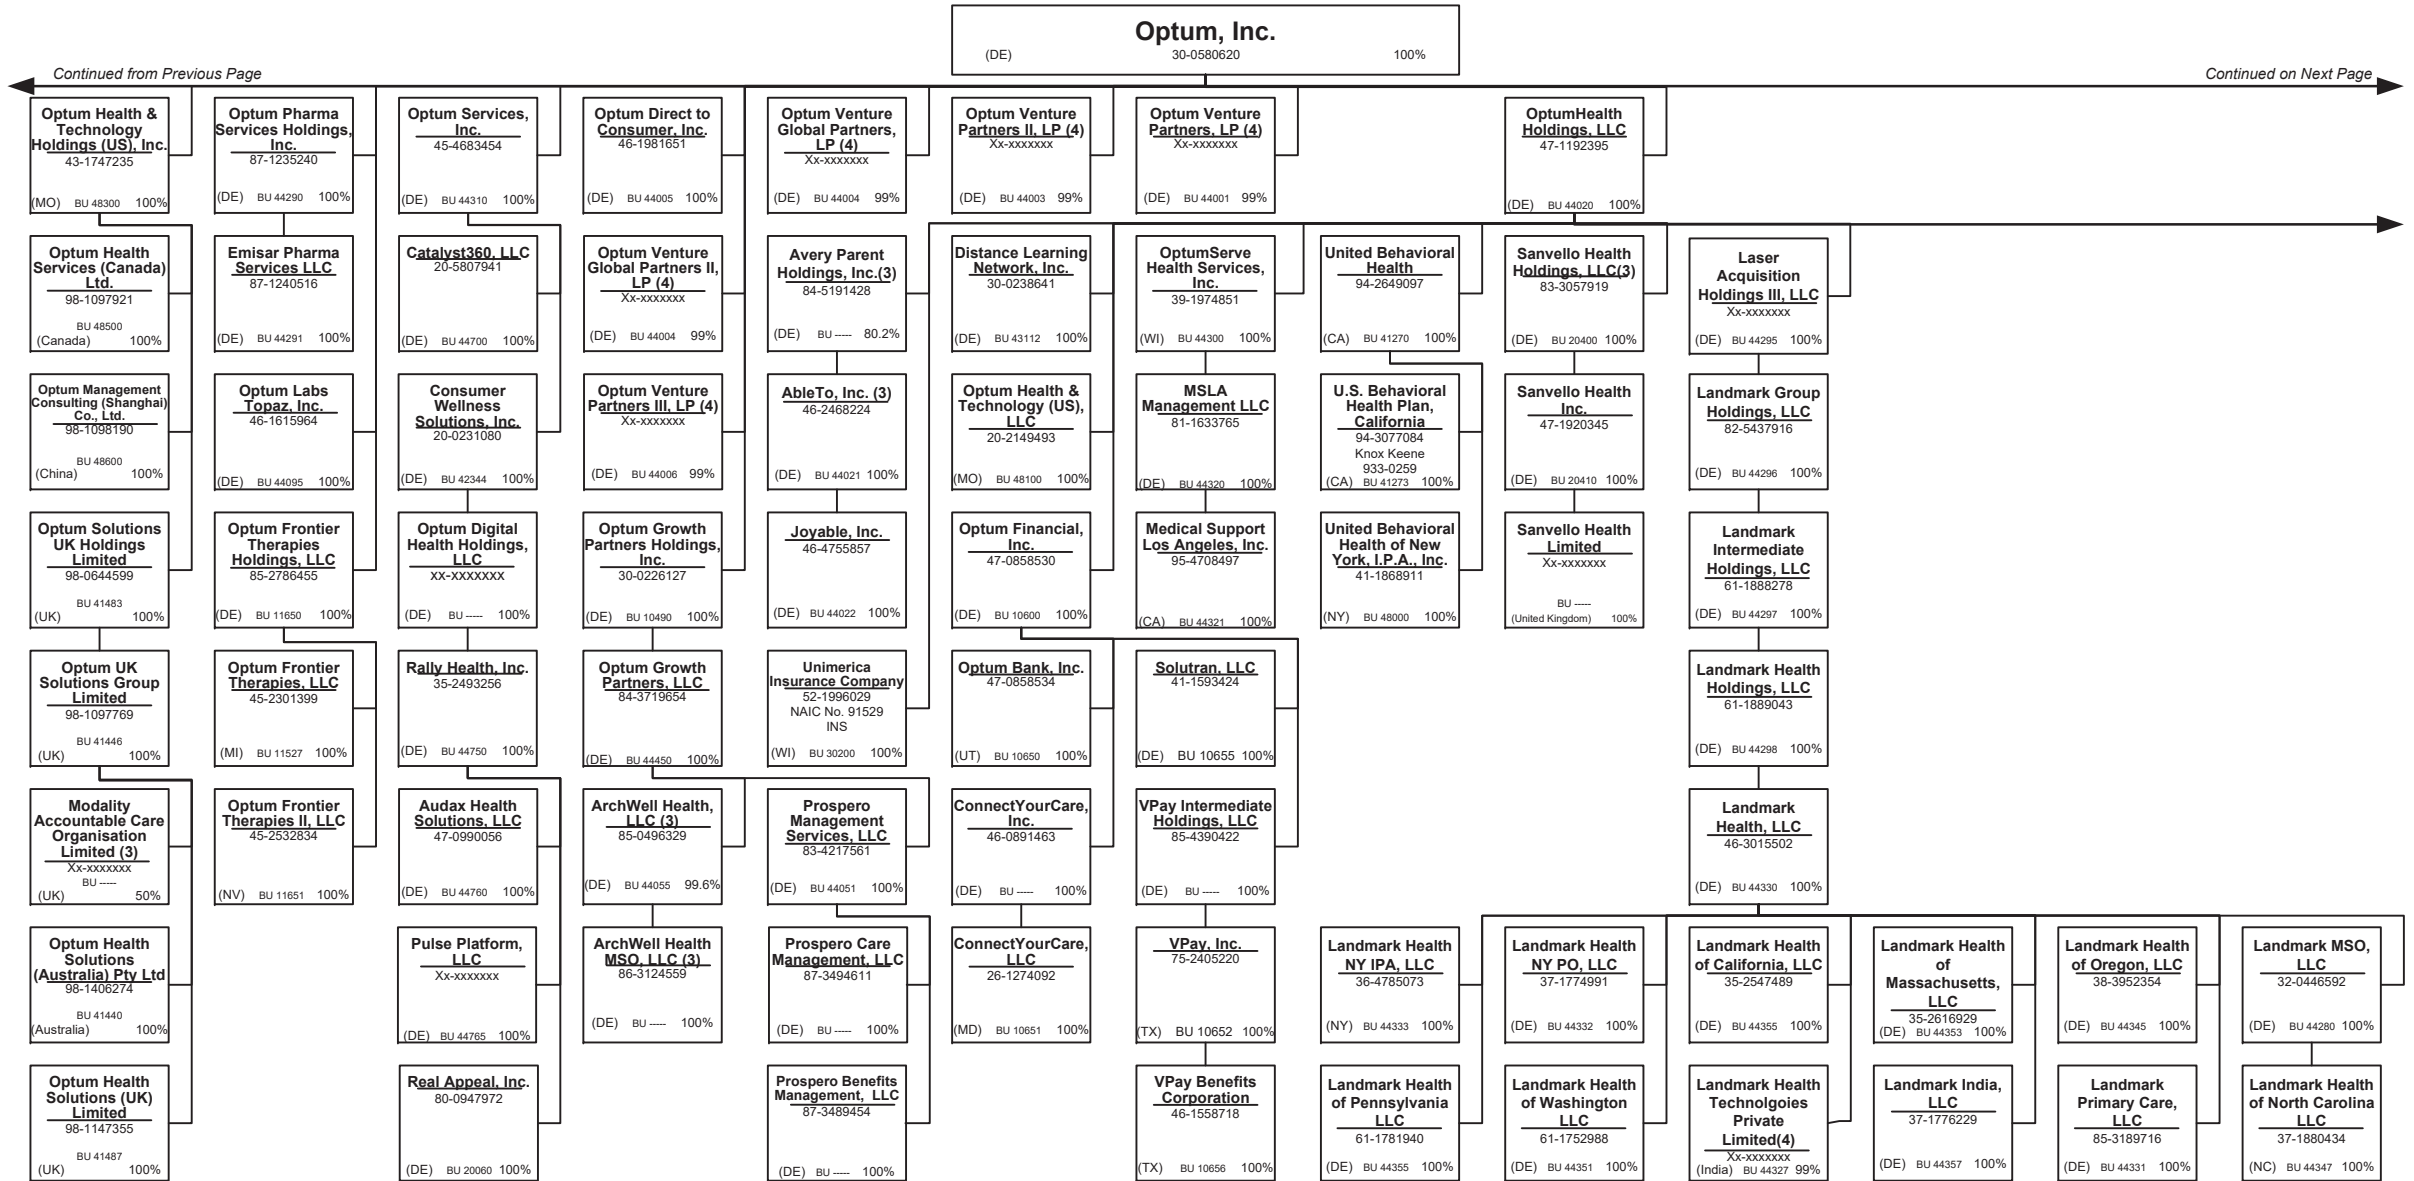 Optum, Inc.
(DE) 30-0580620 100%
Continued from Previous Page
Continued on Next Page
Optum Health &
Technology
Holdings (US), Inc.
43-1747235
(MO) BU 48300 100%
Optum Pharma
Services Holdings,
Inc.
87-1235240
(DE) BU 44290 100%
Optum Services,
Inc.
45-4683454
(DE) BU 44310 100%
Optum Direct to
Consumer, Inc.
46-1981651
(DE) BU 44005 100%
Optum Venture
Global Partners,
LP (4)
Xx-xxxxxxx
(DE) BU 44004 99%
Optum Venture
Partners II, LP (4)
Xx-xxxxxxx
(DE) BU 44003 99%
Optum Venture
Partners, LP (4)
Xx-xxxxxxx
(DE) BU 44001 99%
OptumHealth
Holdings, LLC
47-1192395
(DE) BU 44020 100%
Optum Health
Services (Canada)
Ltd.
98-1097921
BU 48500
(Canada) 100%
Emisar Pharma
Services LLC
87-1240516
(DE) BU 44291 100%
Catalyst360, LLC
20-5807941
(DE) BU 44700 100%
Optum Venture
Global Partners II,
LP (4)
Xx-xxxxxxx
(DE) BU 44004 99%
Avery Parent
Holdings, Inc.(3)
84-5191428
(DE) BU ----- 80.2%
Distance Learning
Network, Inc.
30-0238641
(DE) BU 43112 100%
OptumServe
Health Services,
Inc.
39-1974851
(WI) BU 44300 100%
United Behavioral
Health
94-2649097
(CA) BU 41270 100%
Sanvello Health
Holdings, LLC(3)
83-3057919
(DE) BU 20400 100%
Laser
Acquisition
Holdings III, LLC
Xx-xxxxxxx
(DE) BU 44295 100%
Optum Management
Consulting (Shanghai)
Co., Ltd.
98-1098190
BU 48600
(China) 100%
Optum Labs
Topaz, Inc.
46-1615964
(DE) BU 44095 100%
Consumer
Wellness
Solutions, Inc.
20-0231080
(DE) BU 42344 100%
Optum Venture
Partners III, LP (4)
Xx-xxxxxxx
(DE) BU 44006 99%
AbleTo, Inc. (3)
46-2468224
(DE) BU 44021 100%
Optum Health &
Technology (US),
LLC
20-2149493
(MO) BU 48100 100%
MSLA
Management LLC
81-1633765
(DE) BU 44320 100%
U.S. Behavioral
Health Plan,
California
94-3077084
Knox Keene
933-0259
(CA) BU 41273 100%
Sanvello Health
Inc.
47-1920345
(DE) BU 20410 100%
Landmark Group
Holdings, LLC
82-5437916
(DE) BU 44296 100%
Optum Solutions
UK Holdings
Limited
98-0644599
BU 41483
(UK) 100%
Optum Frontier
Therapies
Holdings, LLC
85-2786455
(DE) BU 11650 100%
Optum Digital
Health Holdings,
LLC
xx-xxxxxxx
(DE) BU ----- 100%
Optum Growth
Partners Holdings,
Inc.
30-0226127
(DE) BU 10490 100%
Joyable, Inc.
46-4755857
(DE) BU 44022 100%
Optum Financial,
Inc.
47-0858530
(DE) BU 10600 100%
Medical Support
Los Angeles, Inc.
95-4708497
(CA) BU 44321 100%
United Behavioral
Health of New
York, I.P.A., Inc.
41-1868911
(NY) BU 48000 100%
Sanvello Health
Limited
Xx-xxxxxxx
BU -----
(United Kingdom) 100%
Landmark
Intermediate
Holdings, LLC
61-1888278
(DE) BU 44297 100%
Optum UK
Solutions Group
Limited
98-1097769
BU 41446
(UK) 100%
Optum Frontier
Therapies, LLC
45-2301399
(MI) BU 11527 100%
Rally Health, Inc.
35-2493256
(DE) BU 44750 100%
Optum Growth
Partners, LLC
84-3719654
(DE) BU 44450 100%
Unimerica
Insurance Company
52-1996029
NAIC No. 91529
INS
(WI) BU 30200 100%
Optum Bank, Inc.
47-0858534
(UT) BU 10650 100%
Solutran, LLC
41-1593424
(DE) BU 10655 100%
Landmark Health
Holdings, LLC
61-1889043
(DE) BU 44298 100%
Modality
Accountable Care
Organisation
Limited (3)
Xx-xxxxxxx
BU -----
(UK) 50%
Optum Frontier
Therapies II, LLC
45-2532834
(NV) BU 11651 100%
Audax Health
Solutions, LLC
47-0990056
(DE) BU 44760 100%
ArchWell Health,
LLC (3)
85-0496329
(DE) BU 44055 99.6%
Prospero
Management
Services, LLC
83-4217561
(DE) BU 44051 100%
ConnectYourCare,
Inc.
46-0891463
(DE) BU ----- 100%
VPay Intermediate
Holdings, LLC
85-4390422
(DE) BU ----- 100%
Landmark
Health, LLC
46-3015502
(DE) BU 44330 100%
Optum Health
Solutions
(Australia) Pty Ltd
98-1406274
BU 41440
(Australia) 100%
Pulse Platform,
LLC
Xx-xxxxxxx
(DE) BU 44765 100%
ArchWell Health
MSO, LLC (3)
86-3124559
(DE) BU ----- 100%
Prospero Care
Management, LLC
87-3494611
(DE) BU ----- 100%
ConnectYourCare,
LLC
26-1274092
(MD) BU 10651 100%
VPay, Inc.
75-2405220
(TX) BU 10652 100%
Landmark Health
NY IPA, LLC
36-4785073
(NY) BU 44333 100%
Landmark Health
NY PO, LLC
37-1774991
(DE) BU 44332 100%
Landmark Health
of California, LLC
35-2547489
(DE) BU 44355 100%
Landmark Health
of
Massachusetts,
LLC
35-2616929
(DE) BU 44353 100%
Landmark Health
of Oregon, LLC
38-3952354
(DE) BU 44345 100%
Landmark MSO,
LLC
32-0446592
(DE) BU 44280 100%
Optum Health
Solutions (UK)
Limited
98-1147355
BU 41487
(UK) 100%
Real Appeal, Inc.
80-0947972
(DE) BU 20060 100%
Prospero Benefits
Management, LLC
87-3489454
(DE) BU ----- 100%
VPay Benefits
Corporation
46-1558718
(TX) BU 10656 100%
Landmark Health
of Pennsylvania
LLC
61-1781940
(DE) BU 44355 100%
Landmark Health
of Washington
LLC
61-1752988
(DE) BU 44351 100%
Landmark Health
Technolgoies
Private
Limited(4)
Xx-xxxxxxx
(India) BU 44327 99%
Landmark India,
LLC
37-1776229
(DE) BU 44357 100%
Landmark
Primary Care,
LLC
85-3189716
(DE) BU 44331 100%
Landmark Health
of North Carolina
LLC
37-1880434
(NC) BU 44347 100%